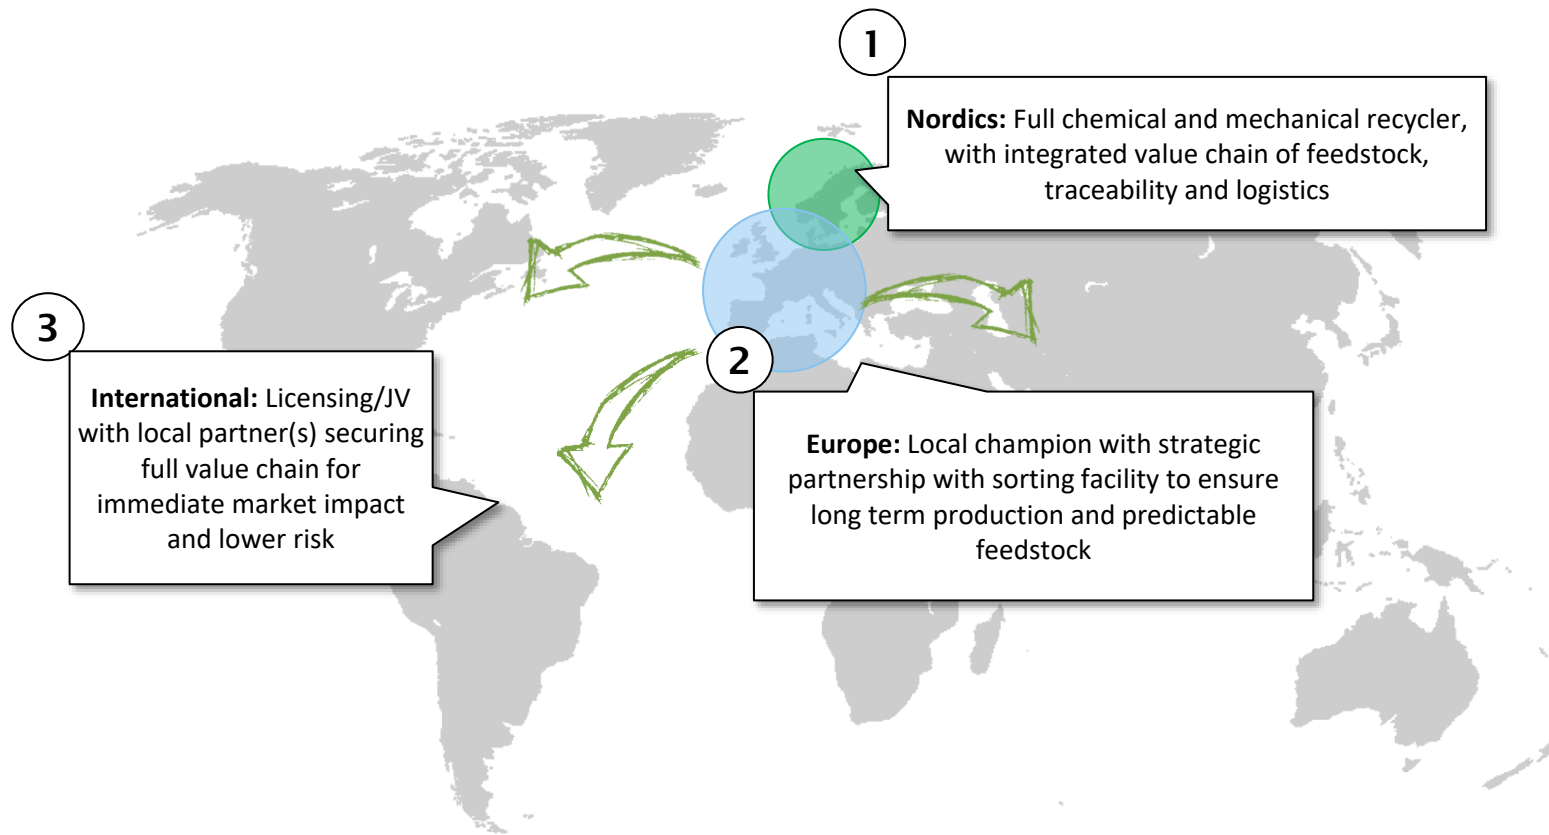 1
Nordics: Full chemical and mechanical recycler,
with integrated value chain of feedstock,
traceability and logistics
2
Europe: Local champion with strategic
partnership with sorting facility to ensure
long term production and predictable
feedstock
3
International: Licensing/JV
with local partner(s) securing
full value chain for
immediate market impact
and lower risk